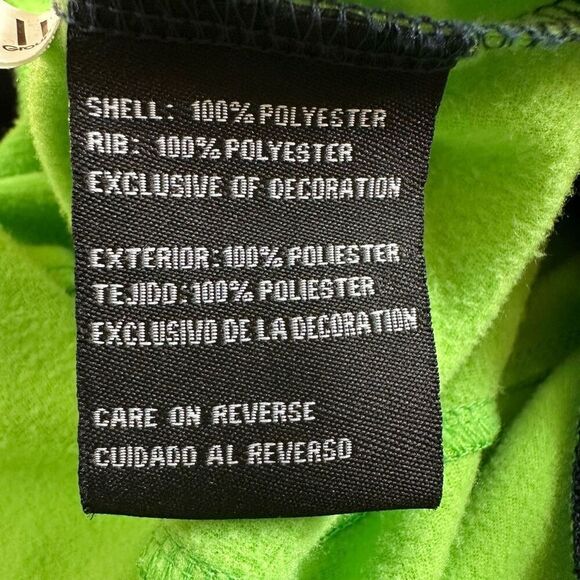 SHELL: 100% POLYESTER
RIB: 100% POLYESTER
EXCLUSIVE OF DECORATION
EXTERIOR:100% POLIESTER
TEJIDO:100% POLIESTER
EXCLUSIVO DE LA DECORATION
CARE ON REVERSE
CUIDADO AL REVERSO